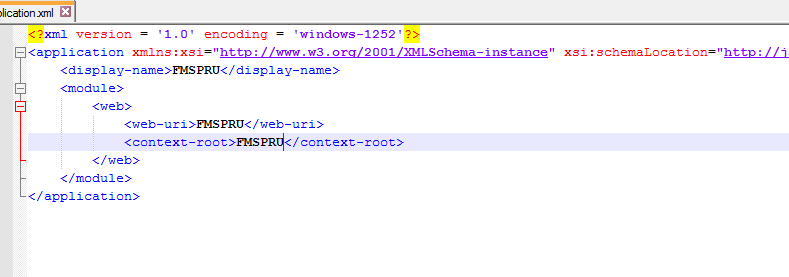 plication.xml
<?xml version = '1.0' encoding = 'windows-1252'?>
<application xmlns:xsi="http://www.w3.org/2001/XMLSchema-instance" xsi:schemaLocation="http://j
<display-name>FMSPRU</display-name>
<module>
<web>
<web-uri>FMSPRU</web-uri>
<context-root>FMSPRU</context-root>
</web>
</module>
</application>